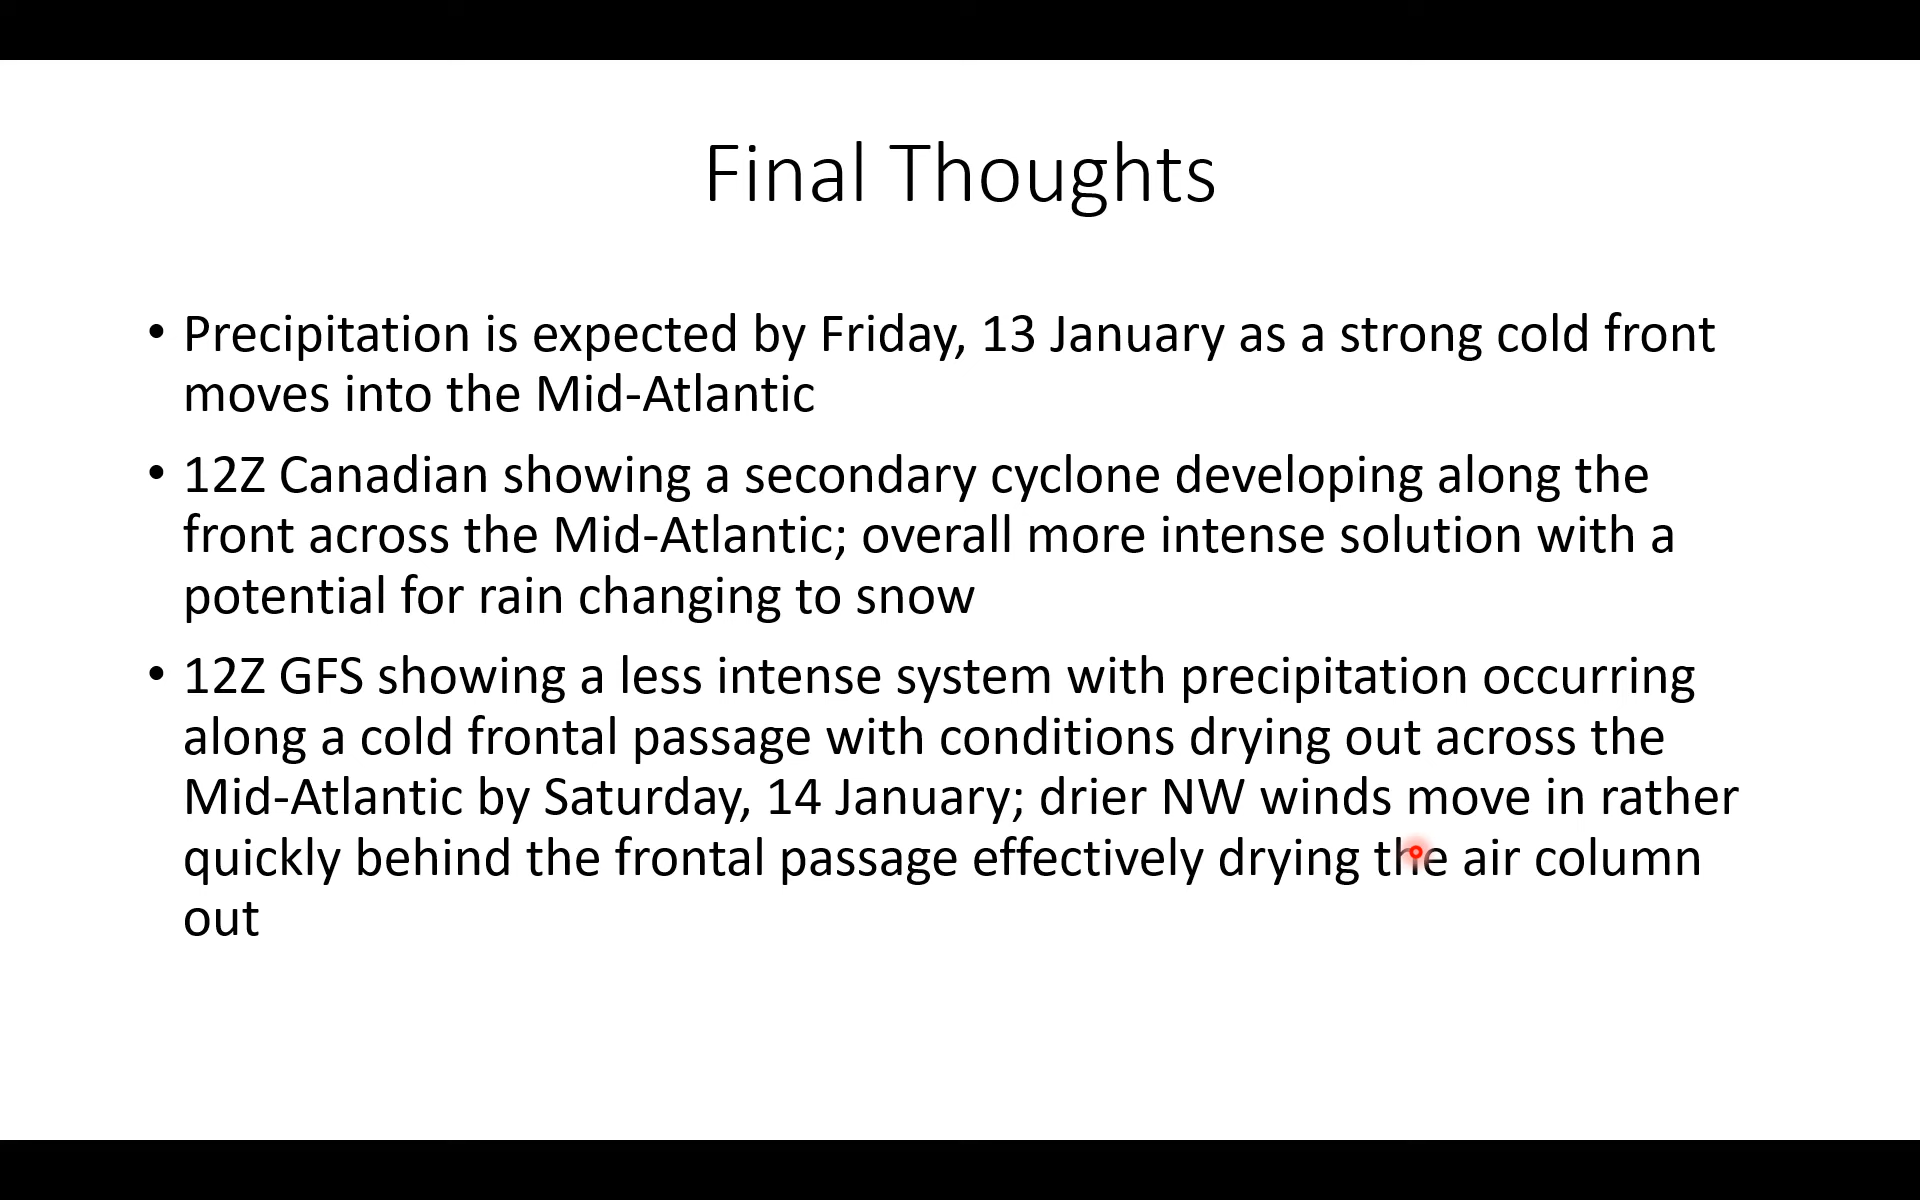 Final Thoughts
• Precipitation is expected by Friday, 13 January as a strong cold front
moves into the Mid-Atlantic
• 12Z Canadian showing a secondary cyclone developing along the
front across the Mid-Atlantic; overall more intense solution with a
potential for rain changing to snow
• 12Z GFS showing a less intense system with precipitation occurring
along a cold frontal passage with conditions drying out across the
Mid-Atlantic by Saturday, 14 January; drier NW winds move in rather
quickly behind the frontal passage effectively drying the air column
out